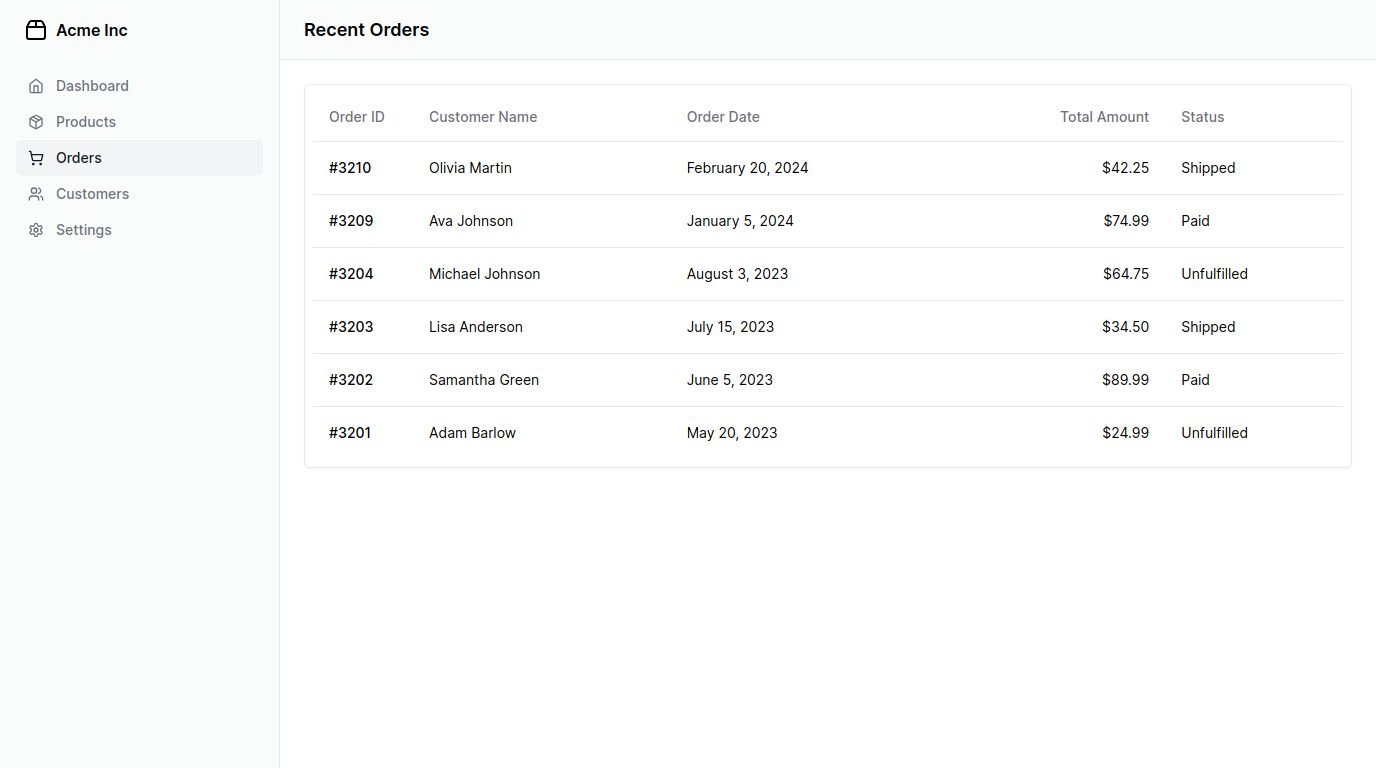 Acme Inc
Dashboard
Products
Orders
Customers
Settings
Recent Orders
Order ID Customer Name Order Date Total Amount Status
#3210 Olivia Martin February 20, 2024 $42.25 Shipped
#3209 Ava Johnson January 5, 2024 $74.99 Paid
#3204 Michael Johnson August 3, 2023 $64.75 Unfulfilled
#3203 Lisa Anderson July 15, 2023 $34.50 Shipped
#3202 Samantha Green June 5, 2023 $89.99 Paid
#3201 Adam Barlow May 20, 2023 $24.99 Unfulfilled